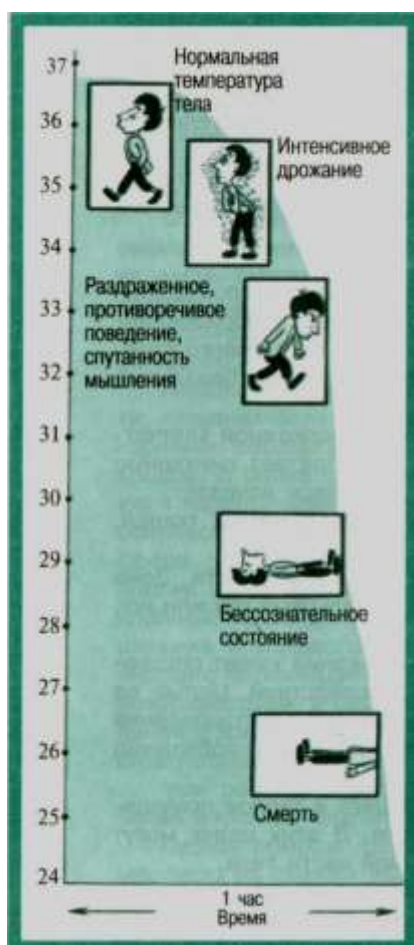 37
Нормальная
температура
тела
36
Интенсивное
дрожание
35
34
Раздраженное,
противоречивое
поведение,
спутанность
мышления
33
32
31
30
29
Бессознательное
состояние
28
27
26
Смерть
25
24
1 час
Время